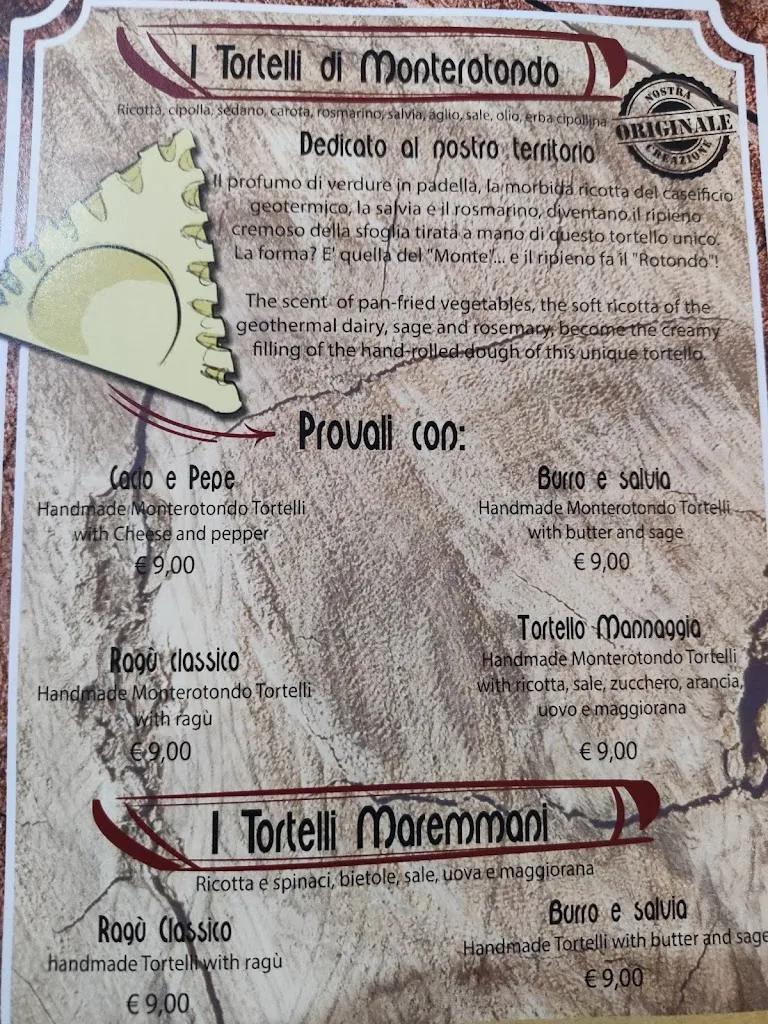 I Tortelli di Monterotondo
Ricotta, cipolla, sedano, carota, rosmarino, salvia, aglio, sale, olio, erba cipollina
NOSTRA
ORIGINALE
CREAZIONE
Dedicato al nostro territorio
Il profumo di verdure in padella, la morbida ricotta del caseificio
geotermico, la salvia e il rosmarino, diventano il ripieno
cremoso della sfoglia tirata a mano di questo tortello unico.
La forma? E' quella del "Monte"... e il ripieno fa il "Rotondo"!
The scent of pan-fried vegetables, the soft ricotta of the
geothermal dairy, sage and rosemary, become the creamy
filling of the hand-rolled dough of this unique tortello.
Provali con:
Cacio e Pepe
Handmade Monterotondo Tortelli
with Cheese and pepper
€ 9,00
Burro e salvia
Handmade Monterotondo Tortelli
with butter and sage
€ 9,00
Ragù classico
Handmade Monterotondo Tortelli
with ragù
€ 9,00
Tortello Mannaggia
Handmade Monterotondo Tortelli
with ricotta, sale, zucchero, arancia,
uovo e maggiorana
€ 9,00
I Tortelli Maremmani
Ricotta e spinaci, bietole, sale, uova e maggiorana
Ragù Classico
handmade Tortelli with ragù
€ 9,00
Burro e salvia
Handmade Tortelli with butter and sage
€ 9,00